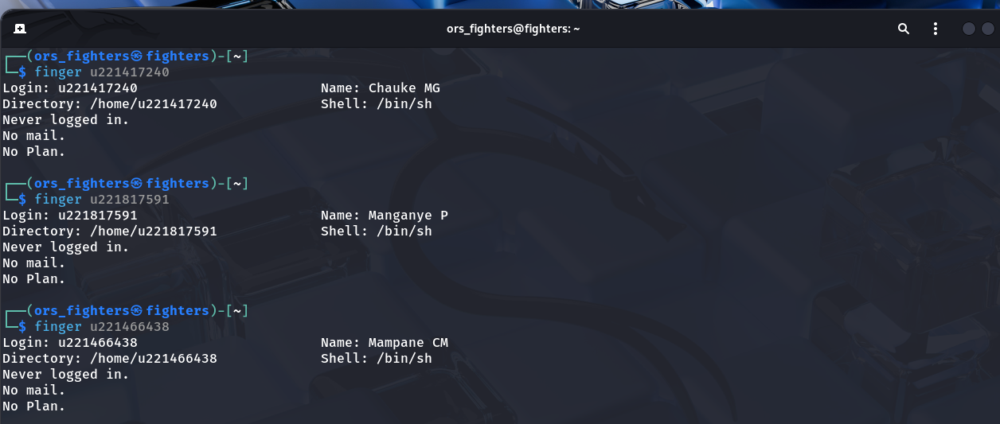 ors_fighters@fighters: ~
┌──(ors_fighters㉿fighters)-[~]
└─$ finger u221417240
Login: u221417240 Name: Chauke MG
Directory: /home/u221417240 Shell: /bin/sh
Never logged in.
No mail.
No Plan.
┌──(ors_fighters㉿fighters)-[~]
└─$ finger u221817591
Login: u221817591 Name: Manganye P
Directory: /home/u221817591 Shell: /bin/sh
Never logged in.
No mail.
No Plan.
┌──(ors_fighters㉿fighters)-[~]
└─$ finger u221466438
Login: u221466438 Name: Mampane CM
Directory: /home/u221466438 Shell: /bin/sh
Never logged in.
No mail.
No Plan.